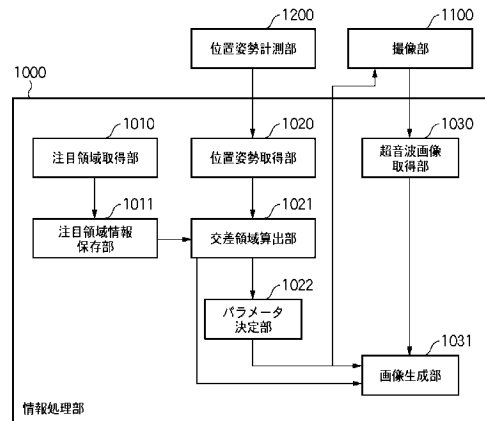 1200
位置姿勢計測部
1100
撮像部
1000
1010
注目領域取得部
1020
位置姿勢取得部
1030
超音波画像
取得部
1011
注目領域情報
保存部
1021
交差領域算出部
1022
パラメータ
決定部
1031
画像生成部
情報処理部